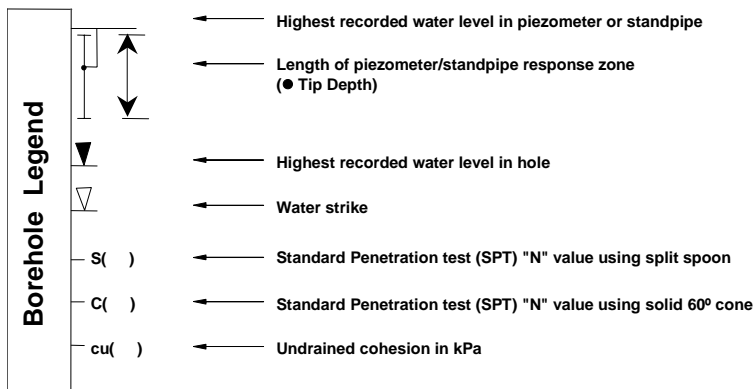 Borehole Legend
Highest recorded water level in piezometer or standpipe
Length of piezometer/standpipe response zone
(● Tip Depth)
Highest recorded water level in hole
Water strike
S( ) Standard Penetration test (SPT) "N" value using split spoon
C( ) Standard Penetration test (SPT) "N" value using solid 60º cone
cu( ) Undrained cohesion in kPa